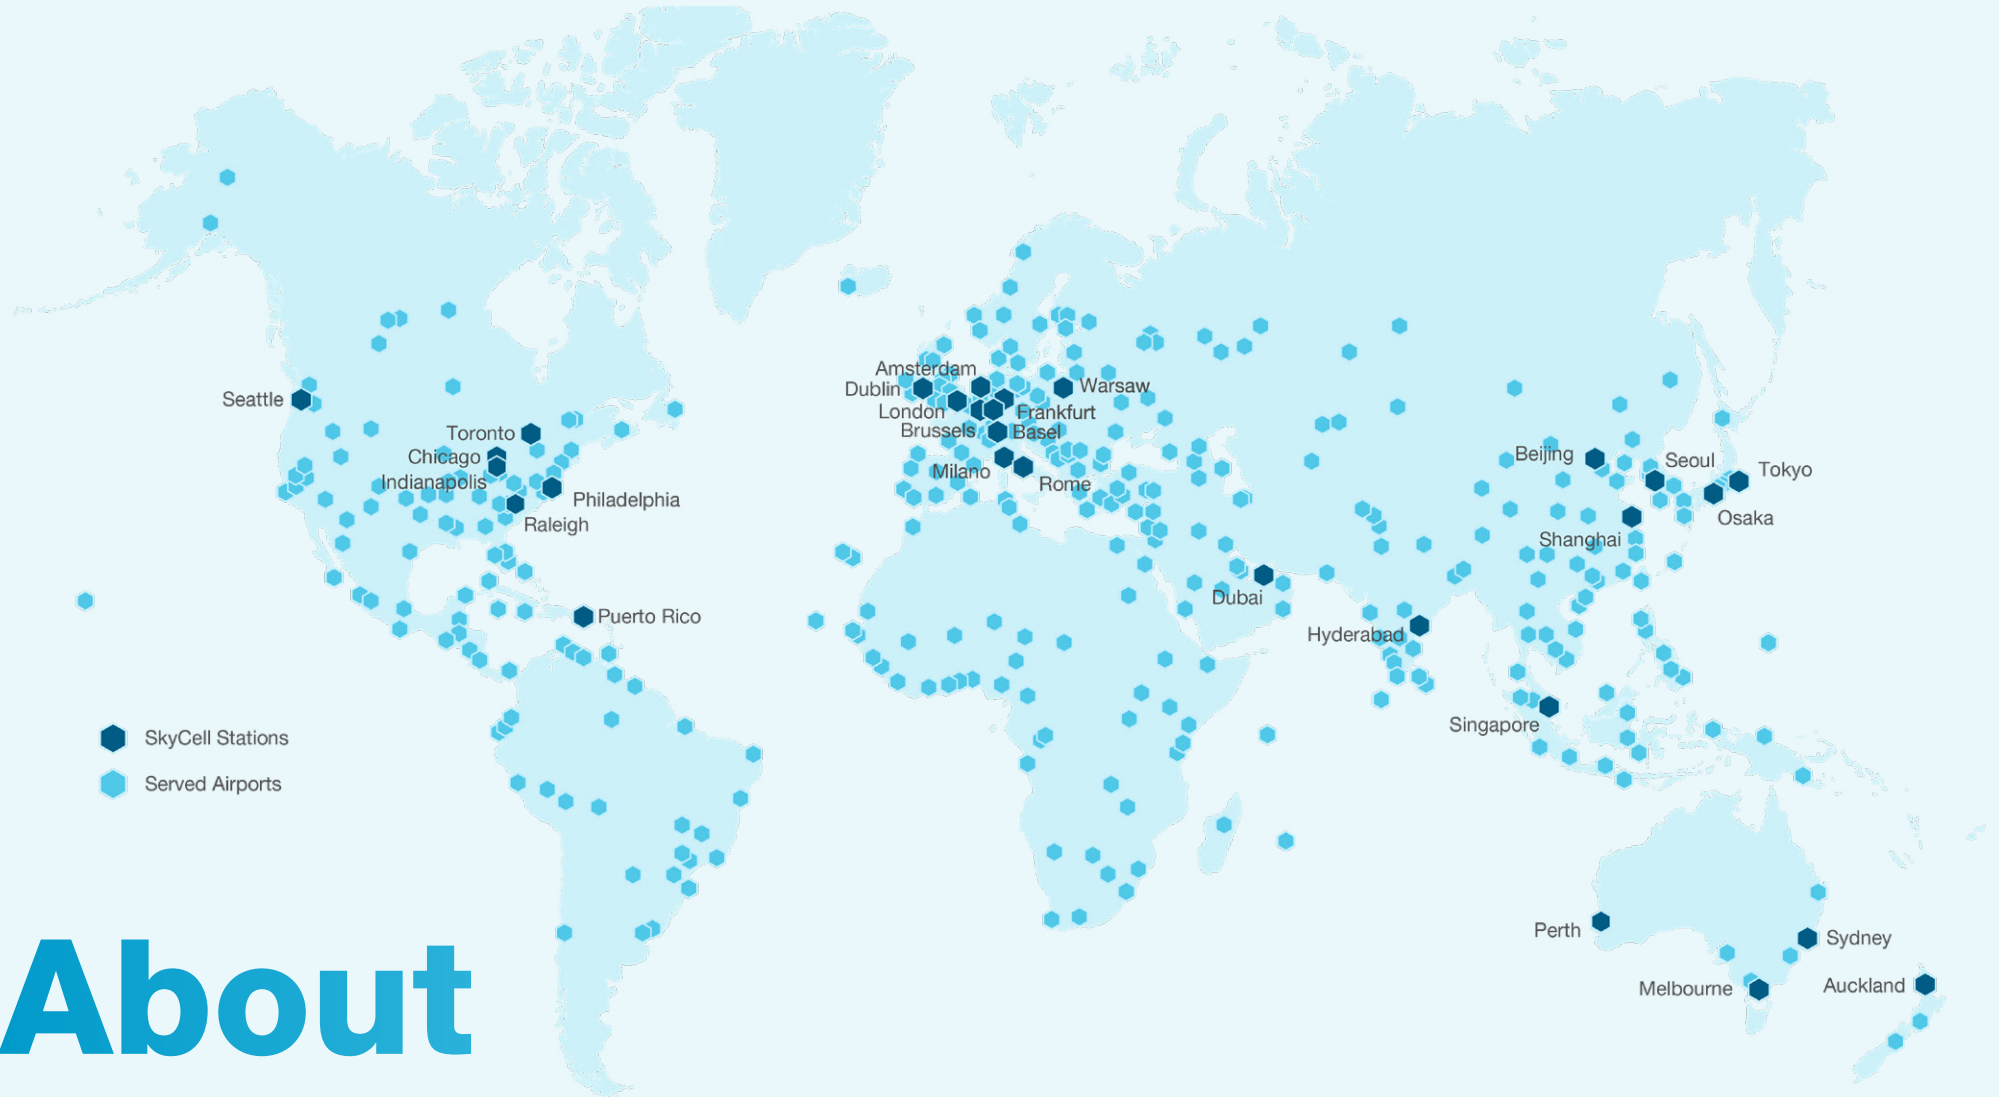 Amsterdam
Dublin
Warsaw
Seattle
London
Frankfurt
Brussels
Basel
Toronto
Chicago
Beijing
Seoul
Tokyo
Milano
Indianapolis
Rome
Philadelphia
Raleigh
Osaka
Shanghai
Dubai
Puerto Rico
Hyderabad
Singapore
SkyCell Stations
Served Airports
Perth
Sydney
Melbourne
Auckland
About